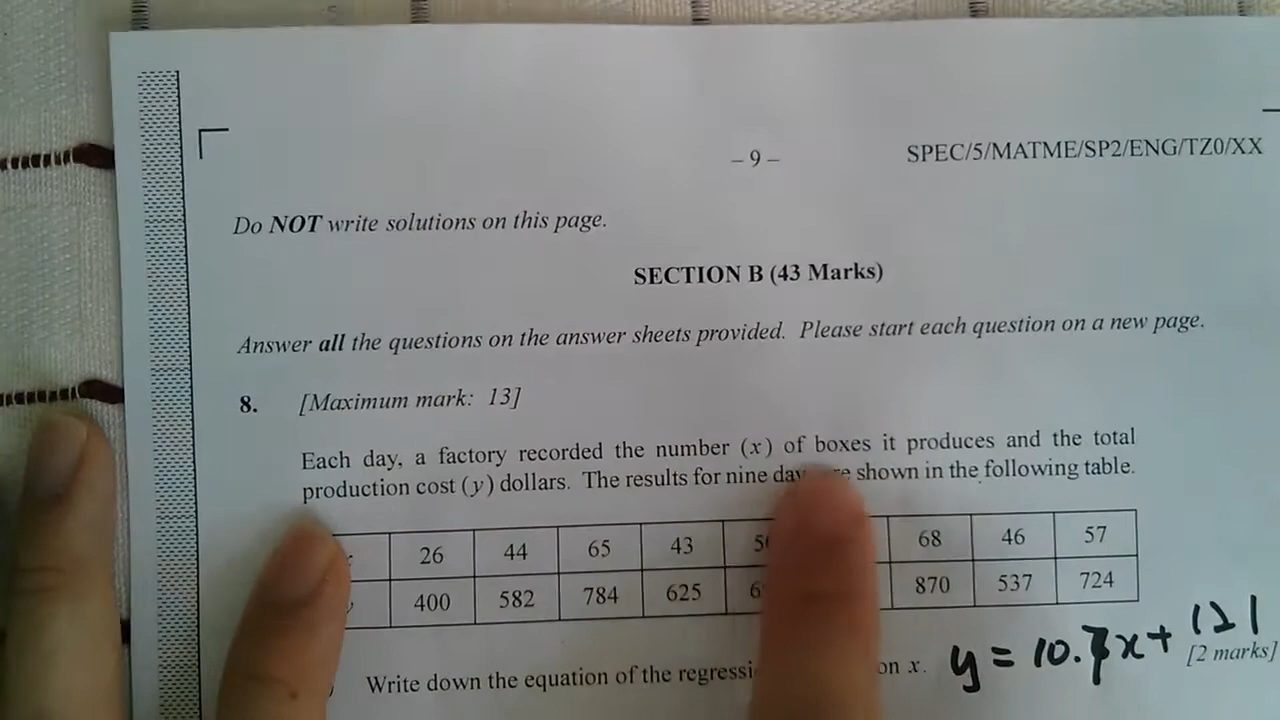 – 9 –
SPEC/5/MATME/SP2/ENG/TZ0/XX
Do NOT write solutions on this page.
SECTION B (43 Marks)
Answer all the questions on the answer sheets provided. Please start each question on a new page.
8. [Maximum mark: 13]
Each day, a factory recorded the number (x) of boxes it produces and the total
production cost (y) dollars. The results for nine shown in the following table.
26 44 65 43 68 46 57
400 582 784 625 870 537 724
Write down the equation of the on x. y = 10.7x + 121
[2 marks]